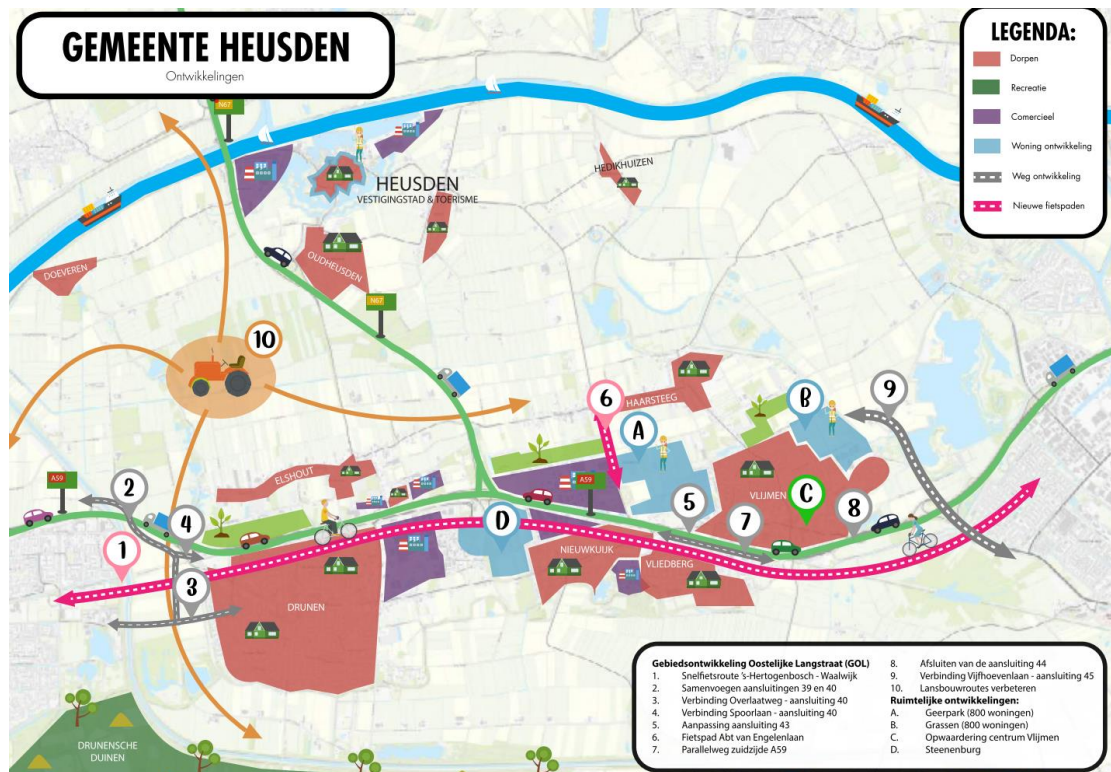 GEMEENTE HEUSDEN
Ontwikkelingen
LEGENDA:
Dorpen
Recreatie
Comercieel
Woning ontwikkeling
Weg ontwikkeling
Nieuwe fietspaden
N67
HEUSDEN
VESTIGINGSTAD & TOERISME
HEDIKHUIZEN
OUDHEUSDEN
DOEVEREN
N67
10
HAARSTEEG
6
A
B
9
ELSHOUT
A59
A59
2
4
1
3
D
5
7
C
8
VLIJMEN
NIEUWKUIJK
VLIEDBERG
DRUNEN
DRUNENSCHE
DUINEN
Gebiedsontwikkeling Oostelijke Langstraat (GOL)
1. Snelfietsroute 's-Hertogenbosch - Waalwijk
2. Samenvoegen aansluitingen 39 en 40
3. Verbinding Overlaatweg - aansluiting 40
4. Verbinding Spoorlaan - aansluiting 40
5. Aanpassing aansluiting 43
6. Fietspad Abt van Engelenlaan
7. Parallelweg zuidzijde A59
8. Afsluiten van de aansluiting 44
9. Verbinding Vijfhoevenlaan - aansluiting 45
10. Lansbouwroutes verbeteren
Ruimtelijke ontwikkelingen:
A. Geerpark (800 woningen)
B. Grassen (800 woningen)
C. Opwaardering centrum Vlijmen
D. Steenenburg